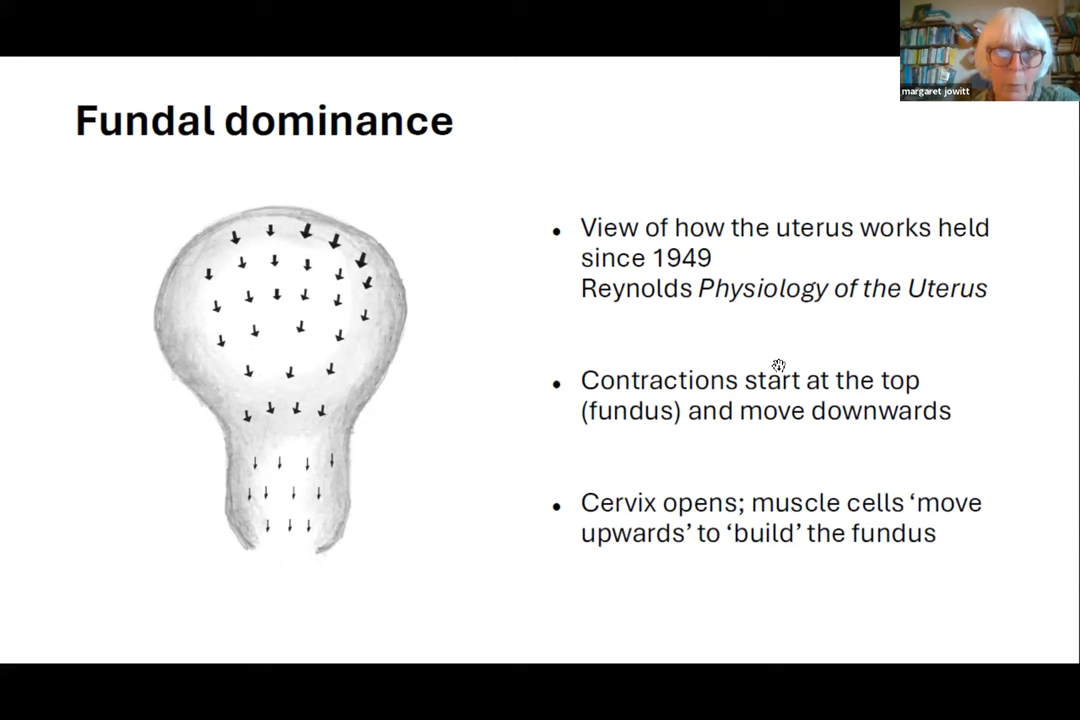 margaret jowitt
Fundal dominance
• View of how the uterus works held
since 1949
Reynolds Physiology of the Uterus
• Contractions start at the top
(fundus) and move downwards
• Cervix opens; muscle cells ‘move
upwards’ to ‘build’ the fundus